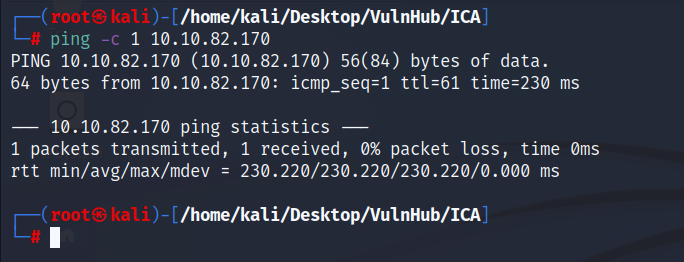 ┌──(root㉿kali)-[/home/kali/Desktop/VulnHub/ICA]
└─# ping -c 1 10.10.82.170
PING 10.10.82.170 (10.10.82.170) 56(84) bytes of data.
64 bytes from 10.10.82.170: icmp_seq=1 ttl=61 time=230 ms
--- 10.10.82.170 ping statistics ---
1 packets transmitted, 1 received, 0% packet loss, time 0ms
rtt min/avg/max/mdev = 230.220/230.220/230.220/0.000 ms
┌──(root㉿kali)-[/home/kali/Desktop/VulnHub/ICA]
└─#